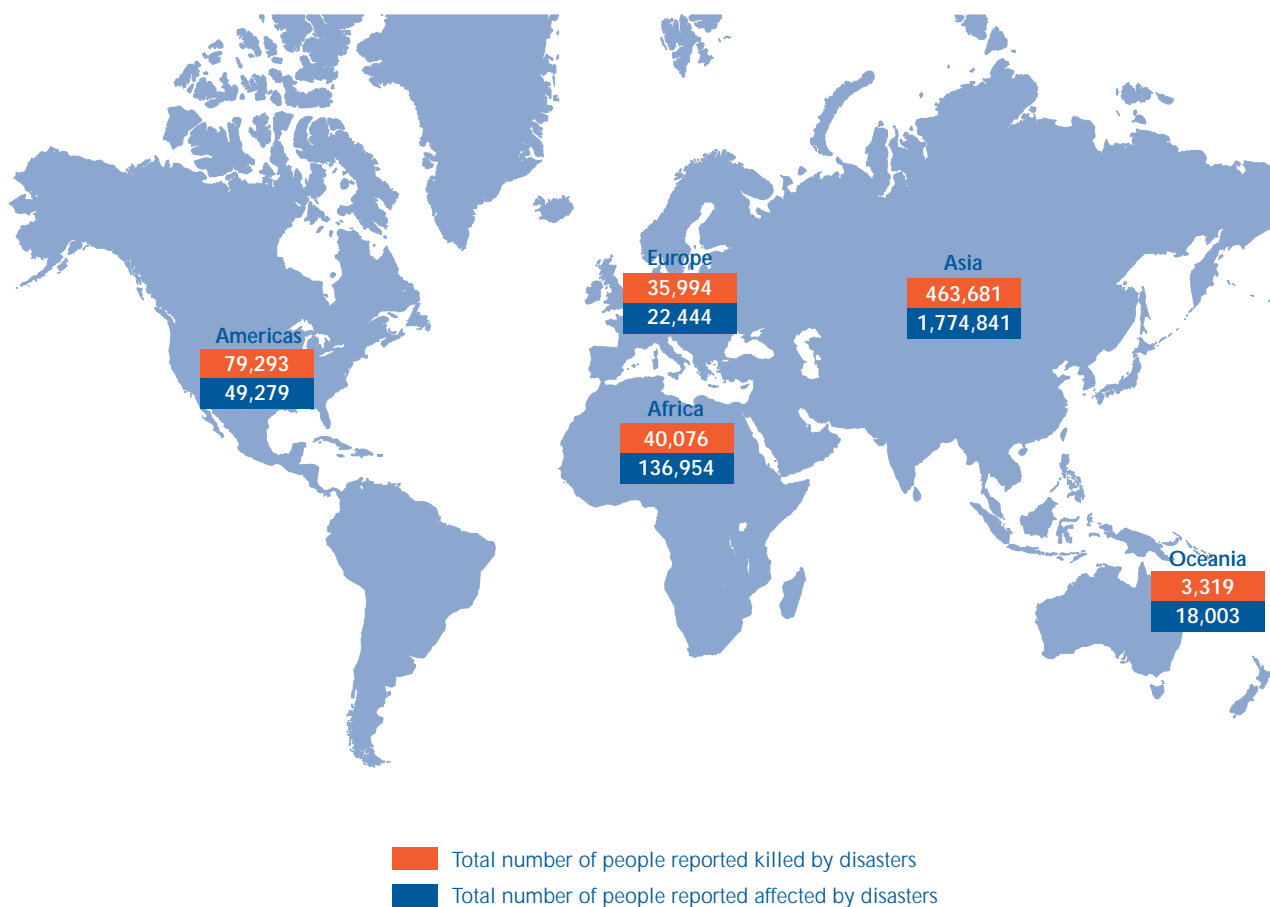 Europe
35,994
22,444
Asia
463,681
1,774,841
Americas
79,293
49,279
Africa
40,076
136,954
Oceania
3,319
18,003
Total number of people reported killed by disasters
Total number of people reported affected by disasters